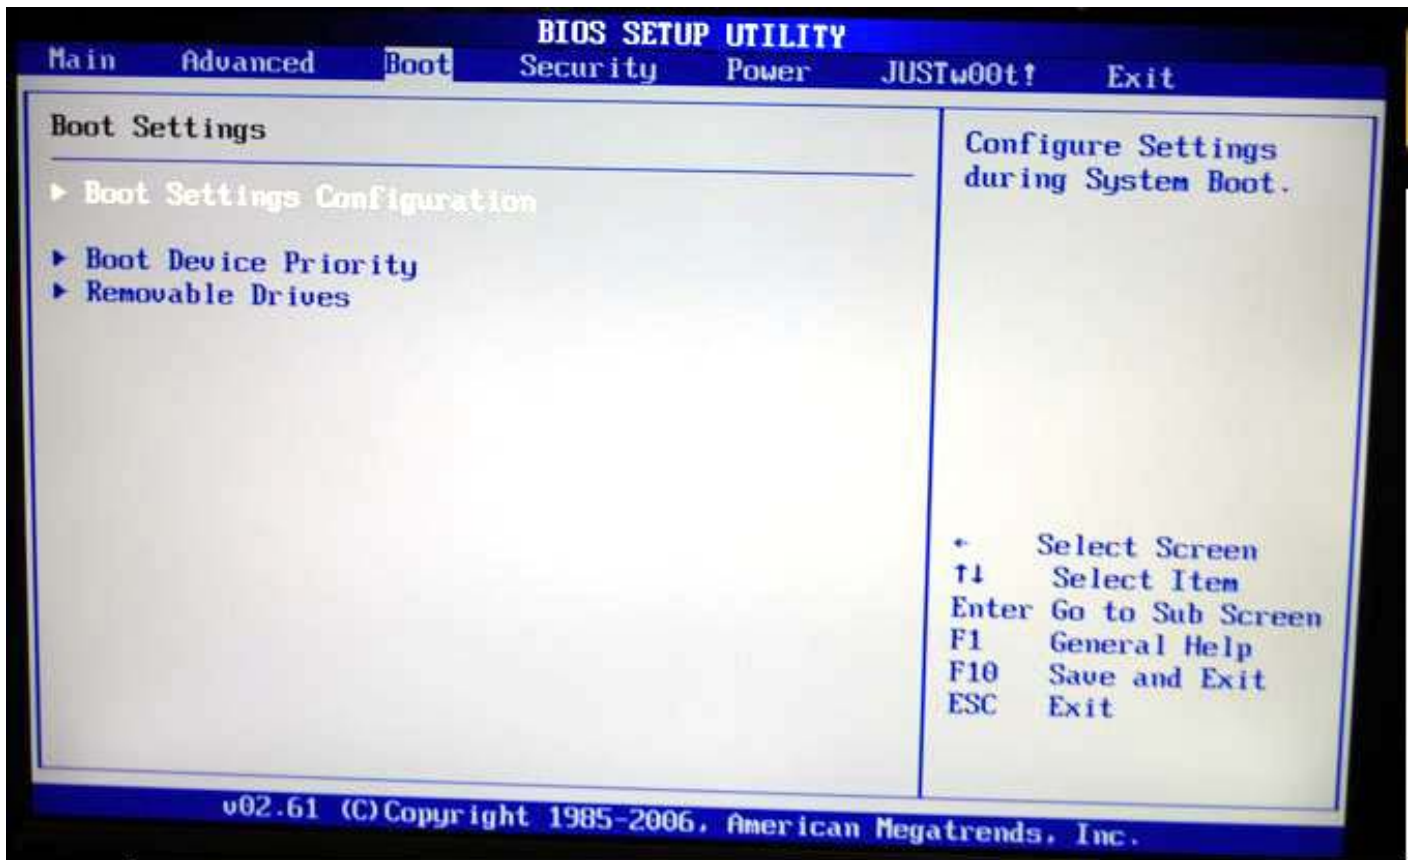 BIOS SETUP UTILITY
Main Advanced Boot Security Power JUSTw00t! Exit
Boot Settings
▶ Boot Settings Configuration
▶ Boot Device Priority
▶ Removable Drives
Configure Settings
during System Boot.
← Select Screen
↑↓ Select Item
Enter Go to Sub Screen
F1 General Help
F10 Save and Exit
ESC Exit
v02.61 (C)Copyright 1985-2006, American Megatrends, Inc.